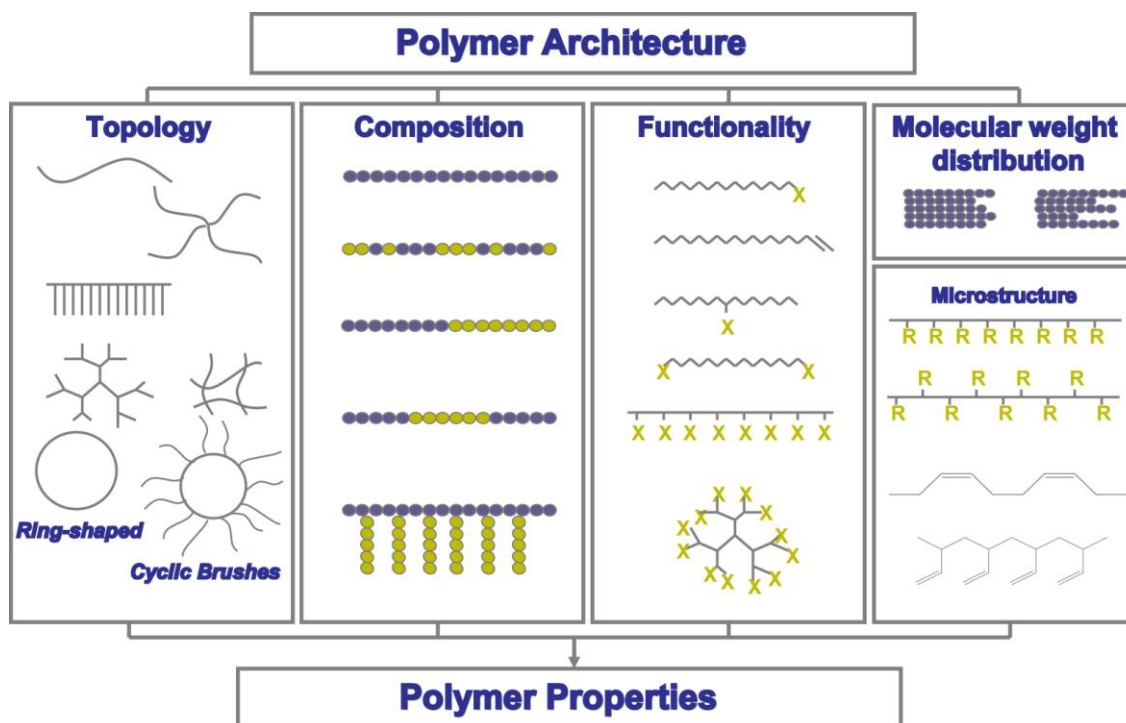 Polymer Architecture
Topology
Ring-shaped
Cyclic Brushes
Composition
Functionality
X
X
X X
X X X X X X X X
X X
X X
X X
X X
X X
X
Molecular weight
distribution
Microstructure
R R R R R R R R
R R R R
R R R R R
Polymer Properties